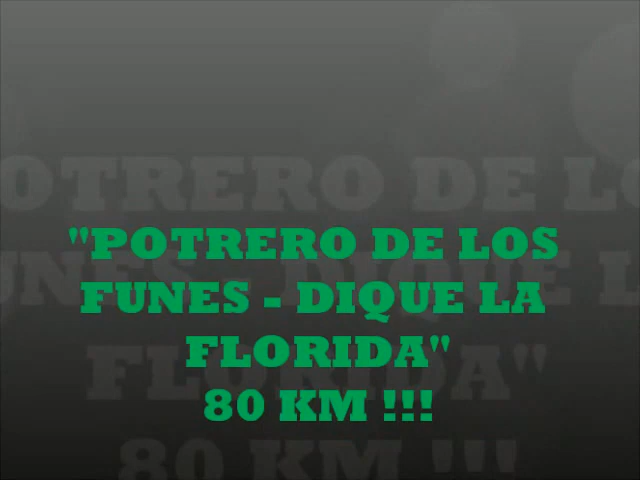 "POTRERO DE LOS
FUNES - DIQUE LA
FLORIDA"
80 KM !!!